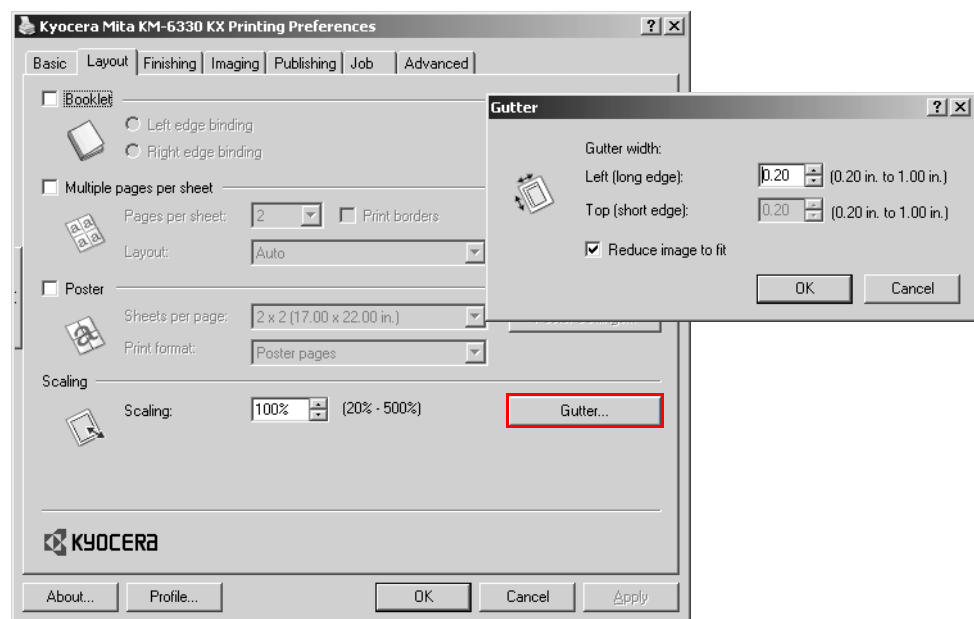 Kyocera Mita KM-6330 KX Printing Preferences
Basic Layout Finishing Imaging Publishing Job Advanced
Booklet
Left edge binding
Right edge binding
Multiple pages per sheet
Pages per sheet: 2 Print borders
Layout: Auto
Poster
Sheets per page: 2 x 2 (17.00 x 22.00 in.)
Print format: Poster pages
Scaling
Scaling: 100% (20% - 500%) Gutter...
KYOCERA
About... Profile... OK Cancel Apply
Gutter
Gutter width:
Left (long edge): 0.20 (0.20 in. to 1.00 in.)
Top (short edge): 0.20 (0.20 in. to 1.00 in.)
Reduce image to fit
OK Cancel